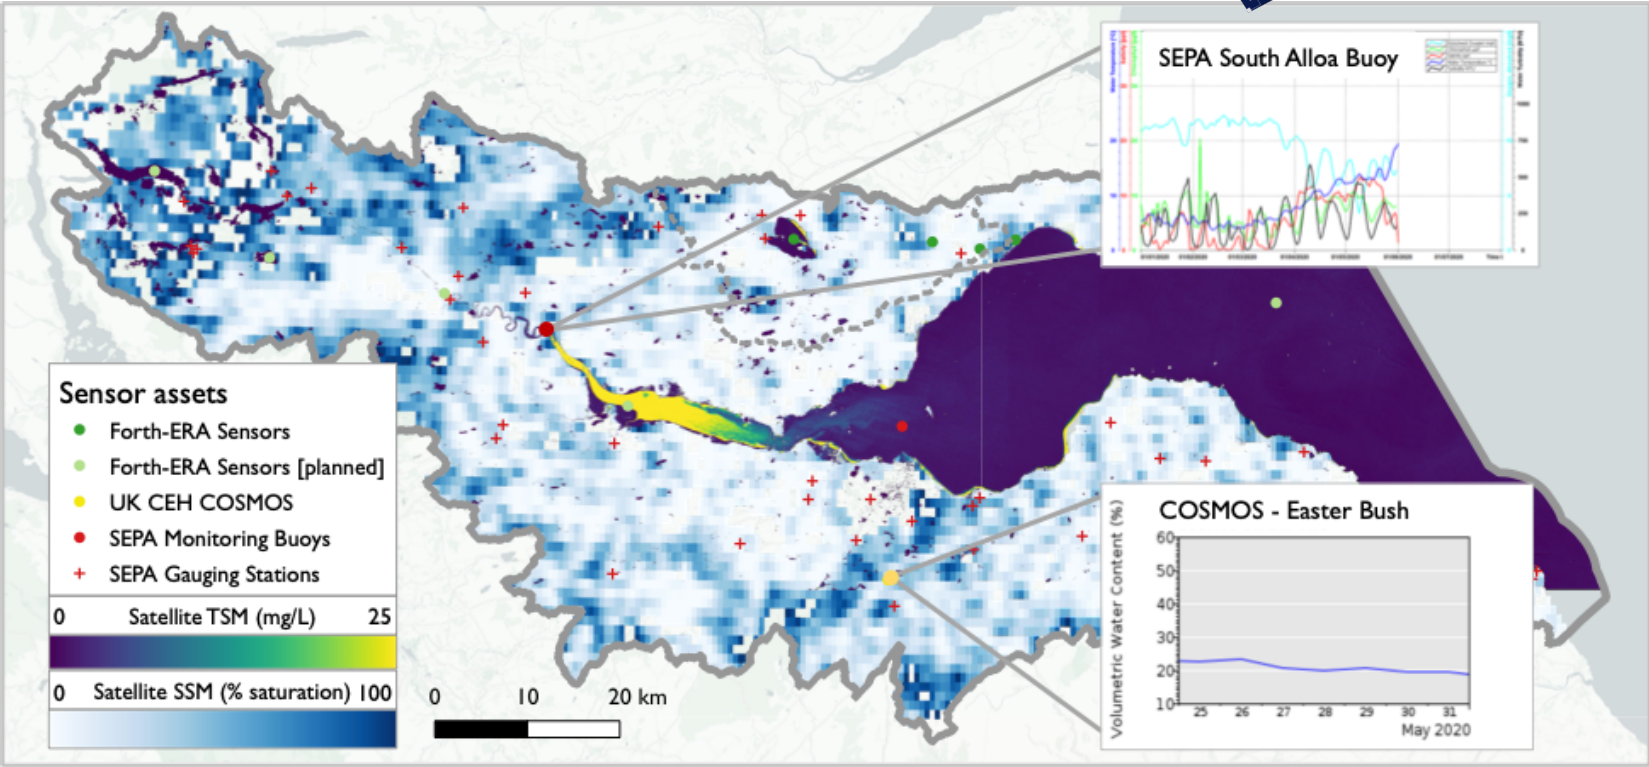 SEPA South Alloa Buoy
Sensor assets
Forth-ERA Sensors
Forth-ERA Sensors [planned]
UK CEH COSMOS
SEPA Monitoring Buoys
SEPA Gauging Stations
0 Satellite TSM (mg/L) 25
0 Satellite SSM (% saturation) 100
0 10 20 km
COSMOS - Easter Bush
Volumetric Water Content (%)
60
50
40
30
20
10
25 26 27 28 29 30 31
May 2020